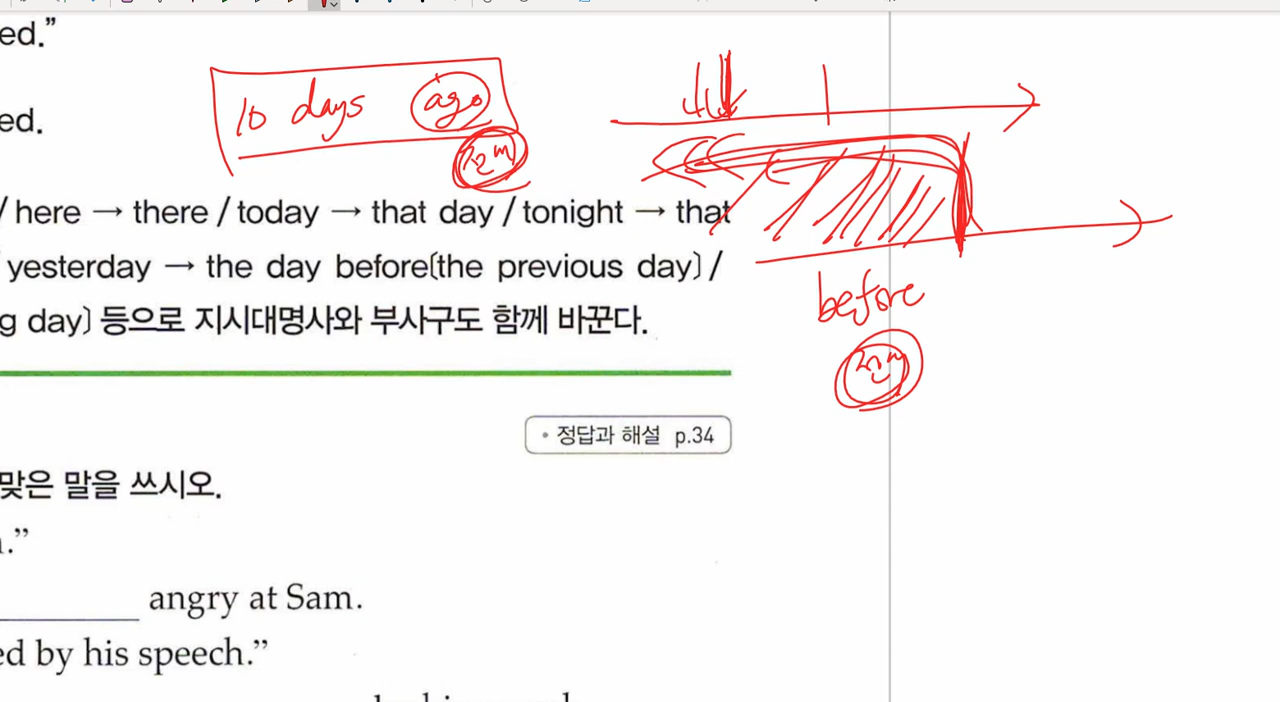 ed.”
10 days ago
ed.
/ here → there / today → that day / tonight → that
yesterday → the day before(the previous day) /
before
g day) 등으로 지시대명사와 부사구도 함께 바꾼다.
• 정답과 해설 p.34
맞은 말을 쓰시오.
.”
angry at Sam.
ed by his speech.”